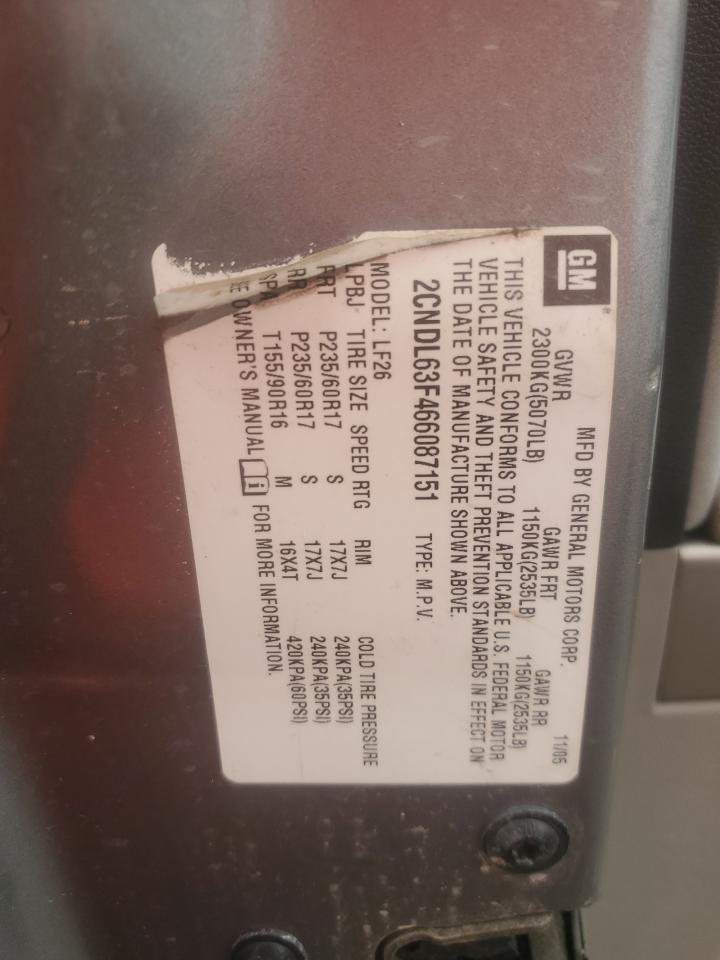 GM
MFD BY GENERAL MOTORS CORP. 11/05
GVWR GAWR FRT GAWR RR
2300KG(5070LB) 1150KG(2535LB) 1150KG(2535LB)
THIS VEHICLE CONFORMS TO ALL APPLICABLE U.S. FEDERAL MOTOR
VEHICLE SAFETY AND THEFT PREVENTION STANDARDS IN EFFECT ON
THE DATE OF MANUFACTURE SHOWN ABOVE.
2CNDL63F466087151 TYPE: M.P.V.
MODEL: LF26
LPBJ TIRE SIZE SPEED RTG RIM COLD TIRE PRESSURE
FRT P235/60R17 S 17X7J 240KPA(35PSI)
RR P235/60R17 S 17X7J 240KPA(35PSI)
SPA T155/90R16 M 16X4T 420KPA(60PSI)
OWNER'S MANUAL i FOR MORE INFORMATION.